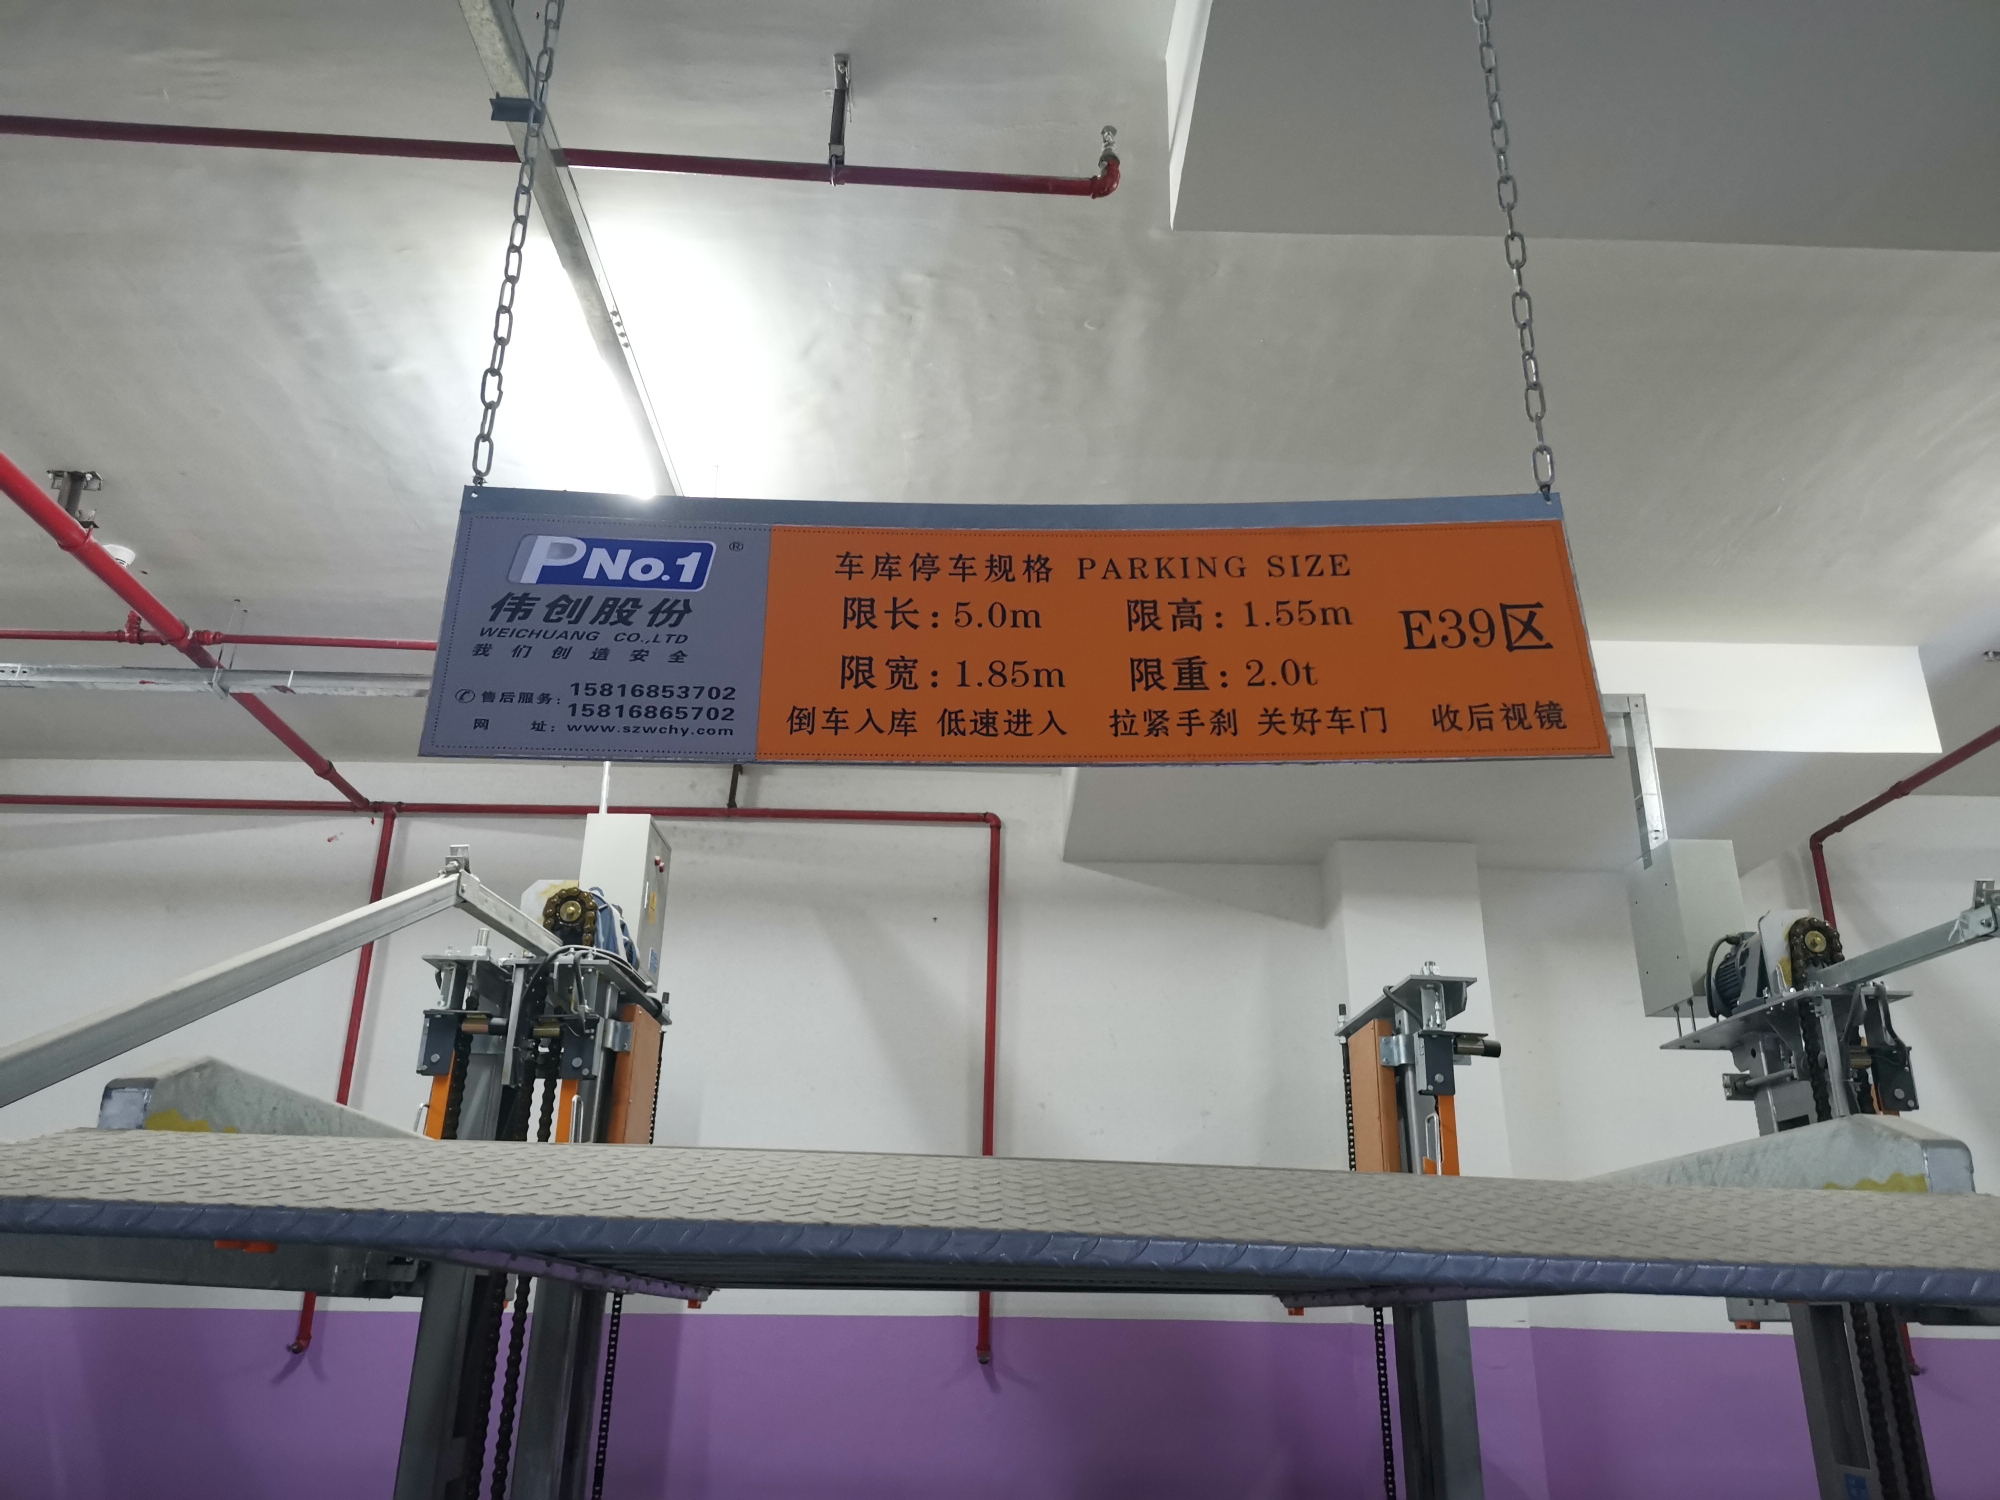 PNo.1 ®
伟创股份
WEICHUANG CO.,LTD
我们创造安全
售后服务: 15816853702
15816865702
网 址: www.szwchy.com
车库停车规格 PARKING SIZE
限长: 5.0m 限高: 1.55m
E39区
限宽: 1.85m 限重: 2.0t
倒车入库 低速进入 拉紧手刹 关好车门 收后视镜